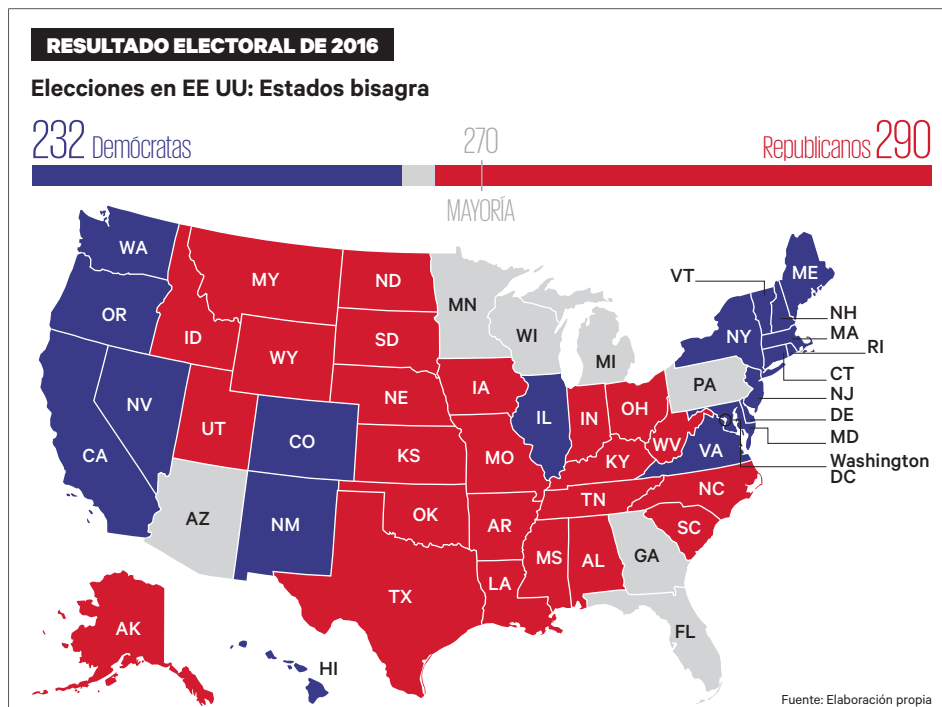 RESULTADO ELECTORAL DE 2016
Elecciones en EE UU: Estados bisagra
232 Demócratas
270
Republicanos 290
MAYORÍA
WA
MY
ND
MN
VT
ME
OR
ID
SD
WI
NY
NH
MA
RI
WY
MI
CT
NV
NE
IA
PA
NJ
UT
CO
IL
IN
OH
DE
MD
CA
KS
MO
WV
VA
KY
Washington
DC
AZ
NM
OK
AR
TN
NC
SC
MS
AL
GA
TX
LA
AK
FL
HI
Fuente: Elaboración propia